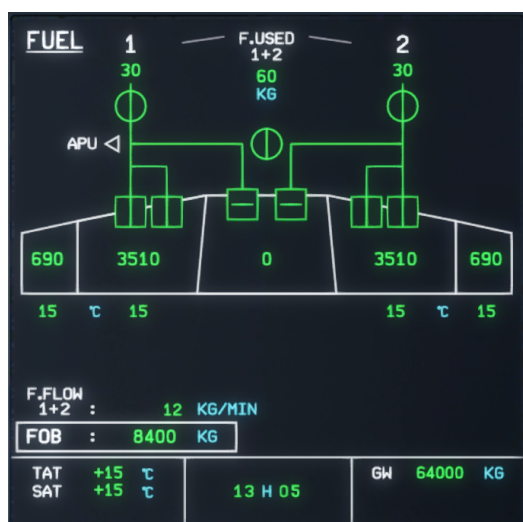 FUEL 1 F.USED 2
1+2
30 60 30
KG
APU
690 3510 0 3510 690
15 °C 15 15 °C 15
F.FLOW
1+2 : 12 KG/MIN
FOB : 8400 KG
TAT +15 °C GW 64000 KG
SAT +15 °C 13 H 05